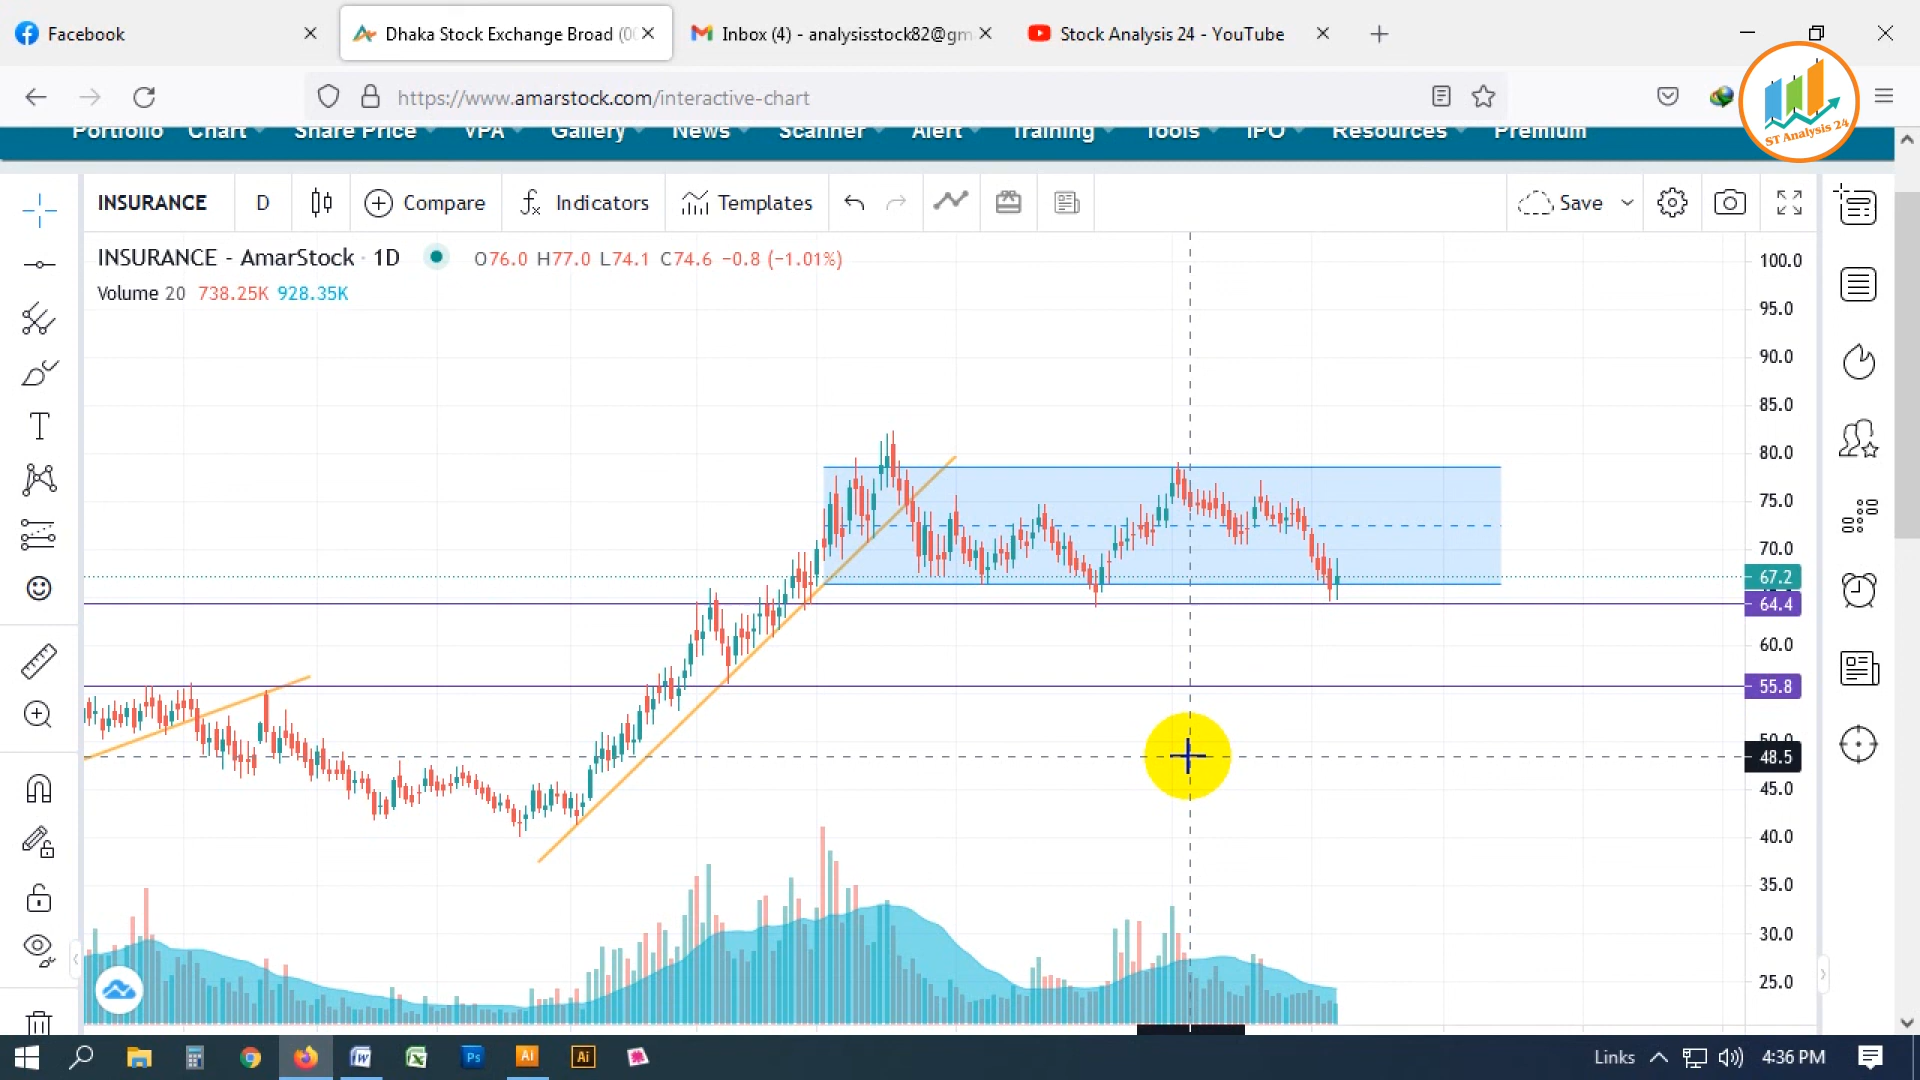 Facebook
Dhaka Stock Exchange Broad (00
Inbox (4) - analysisstock82@gm
Stock Analysis 24 - YouTube
https://www.amarstock.com/interactive-chart
ST Analysis 24
Portfolio Chart Share Price VPA Gallery News Scanner Alert Training Tools IPO Resources Premium
INSURANCE D Compare Indicators Templates Save
INSURANCE - AmarStock · 1D O76.0 H77.0 L74.1 C74.6 −0.8 (−1.01%)
Volume 20 738.25K 928.35K
100.0
95.0
90.0
85.0
80.0
75.0
70.0
67.2
64.4
60.0
55.8
50.0
48.5
45.0
40.0
35.0
30.0
25.0
Links 4:36 PM